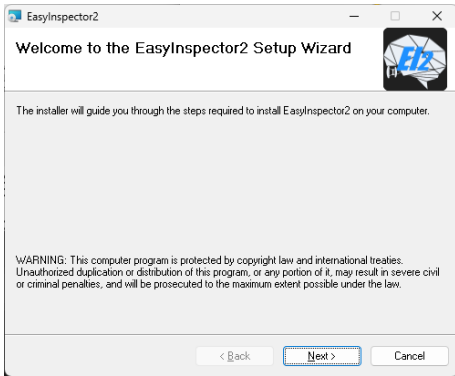 EasyInspector2
Welcome to the EasyInspector2 Setup Wizard
EI2
The installer will guide you through the steps required to install EasyInspector2 on your computer.
WARNING: This computer program is protected by copyright law and international treaties.
Unauthorized duplication or distribution of this program, or any portion of it, may result in severe civil
or criminal penalties, and will be prosecuted to the maximum extent possible under the law.
< Back
Next >
Cancel